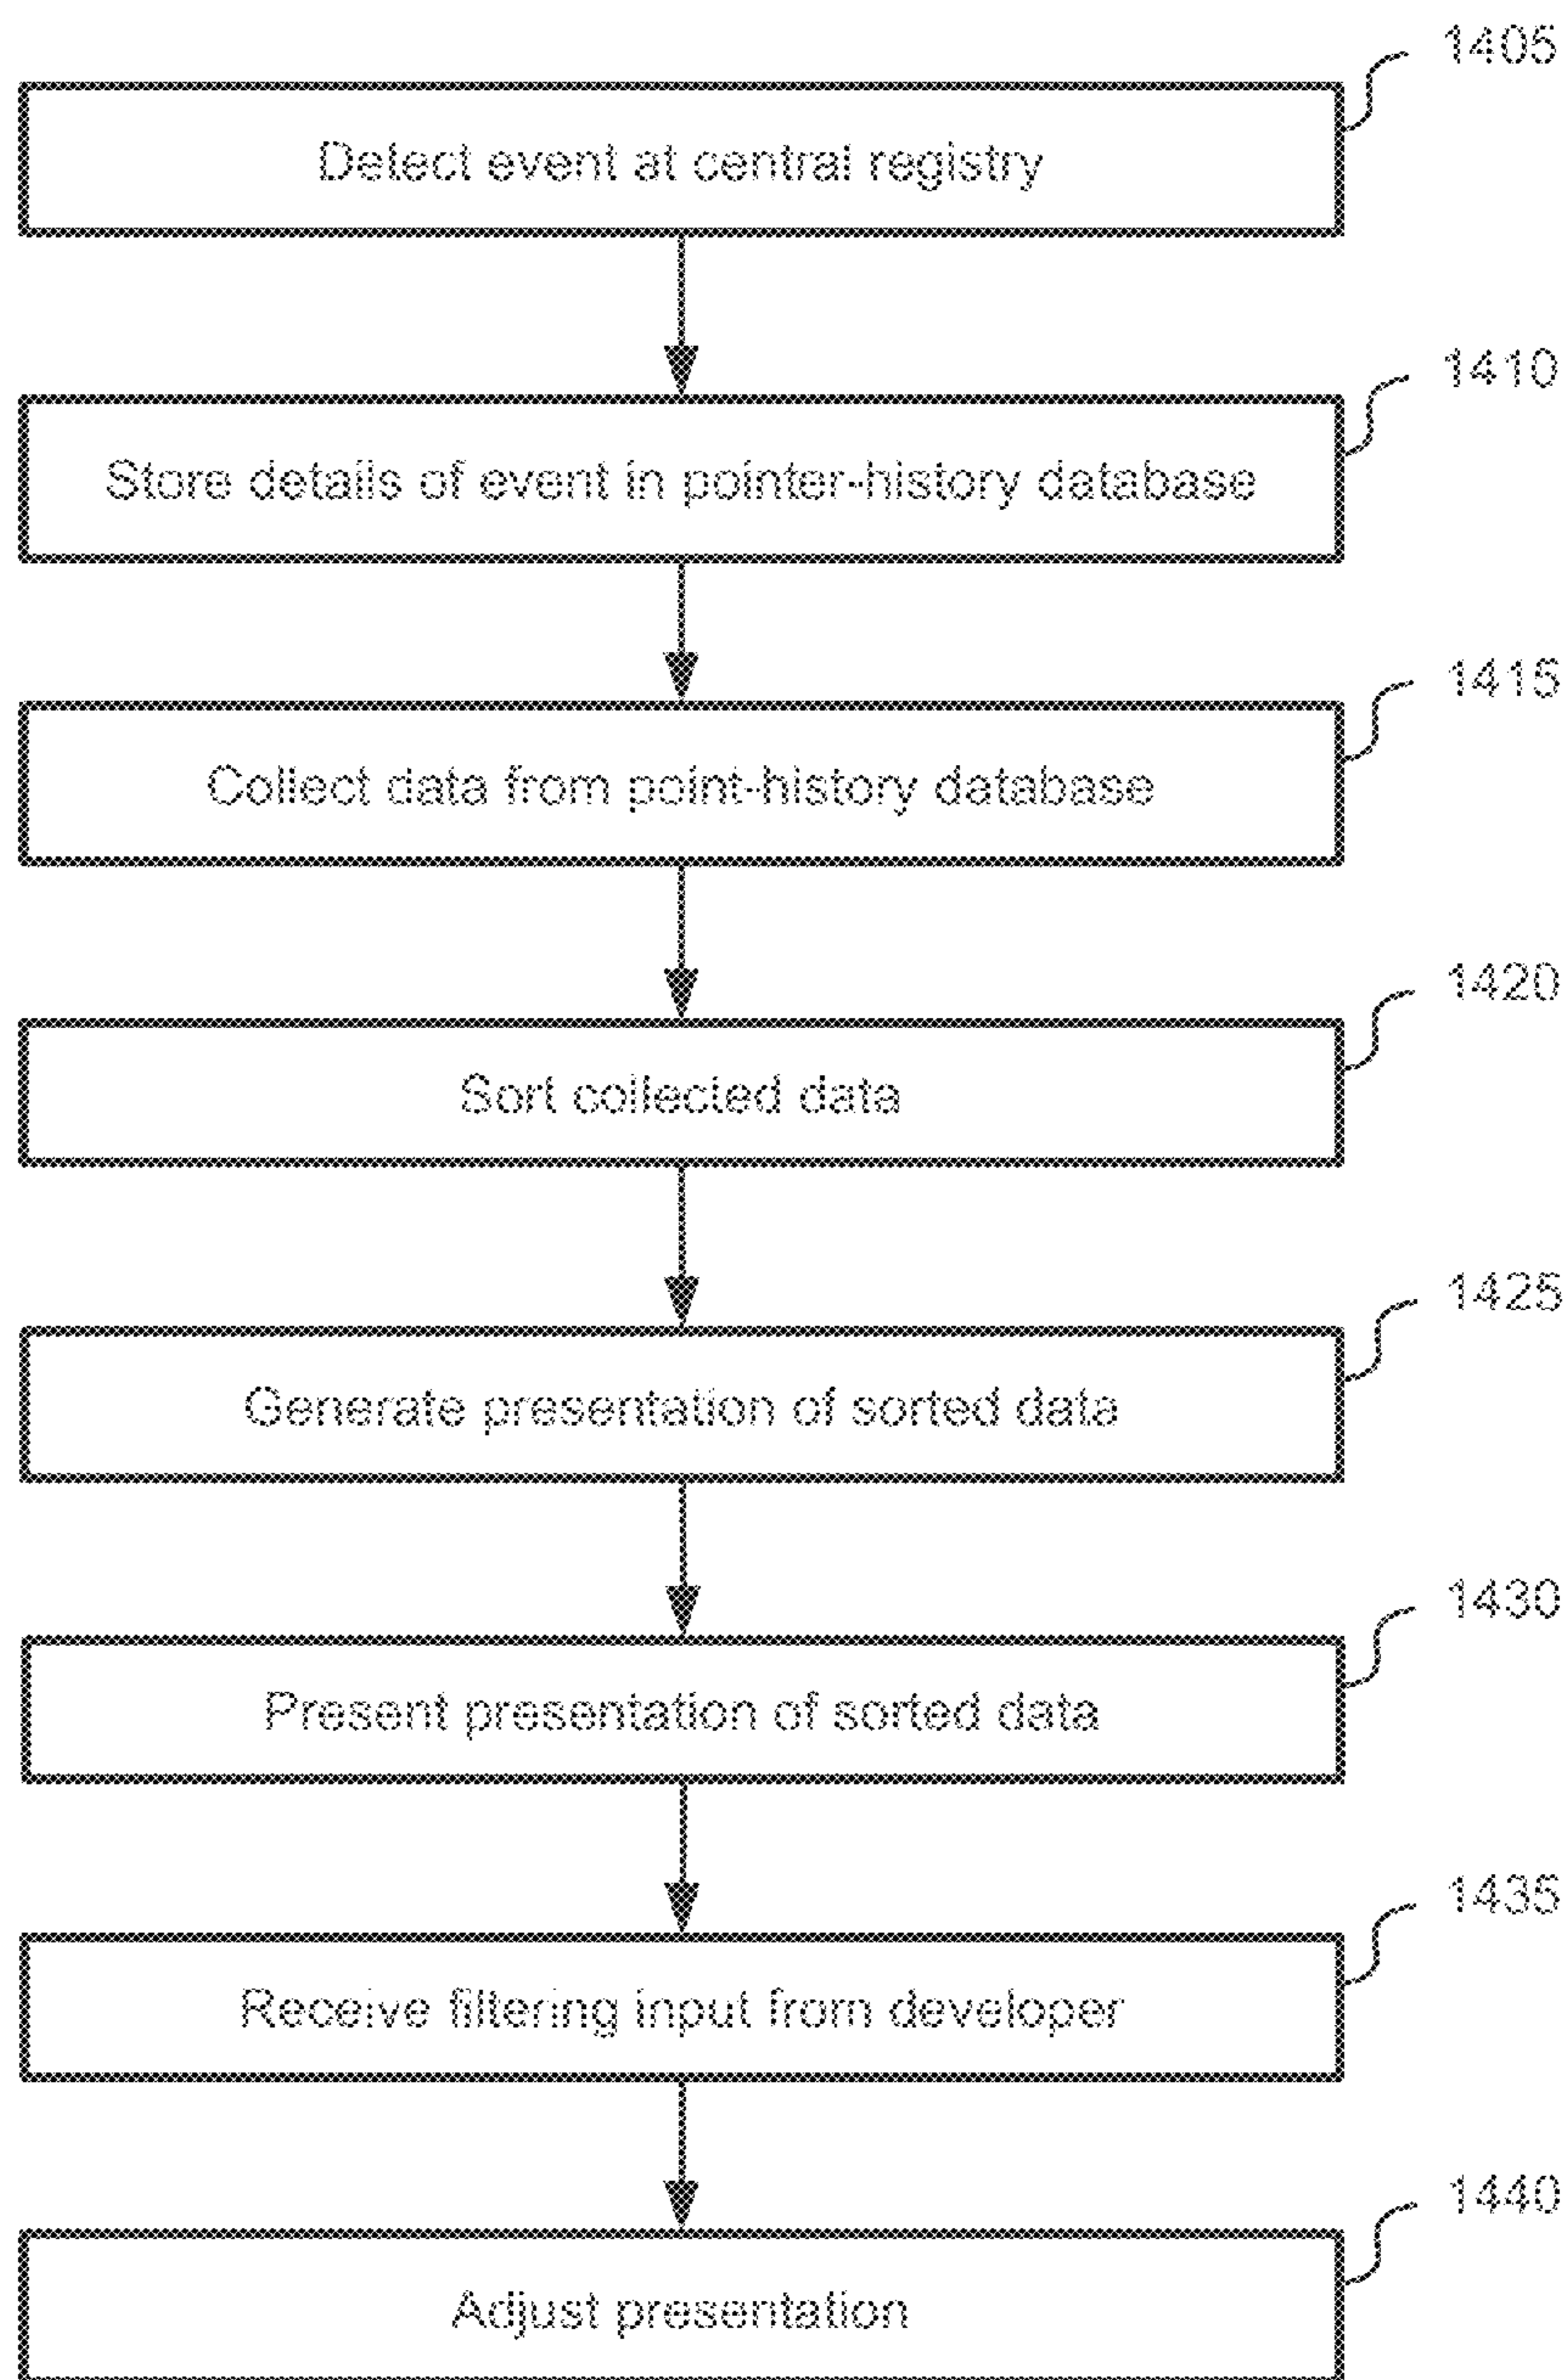 1405
Detect event at central registry
1410
Store details of event in pointer-history database
1415
Collect data from point-history database
1420
Sort collected data
1425
Generate presentation of sorted data
1430
Present presentation of sorted data
1435
Receive filtering input from developer
1440
Adjust presentation